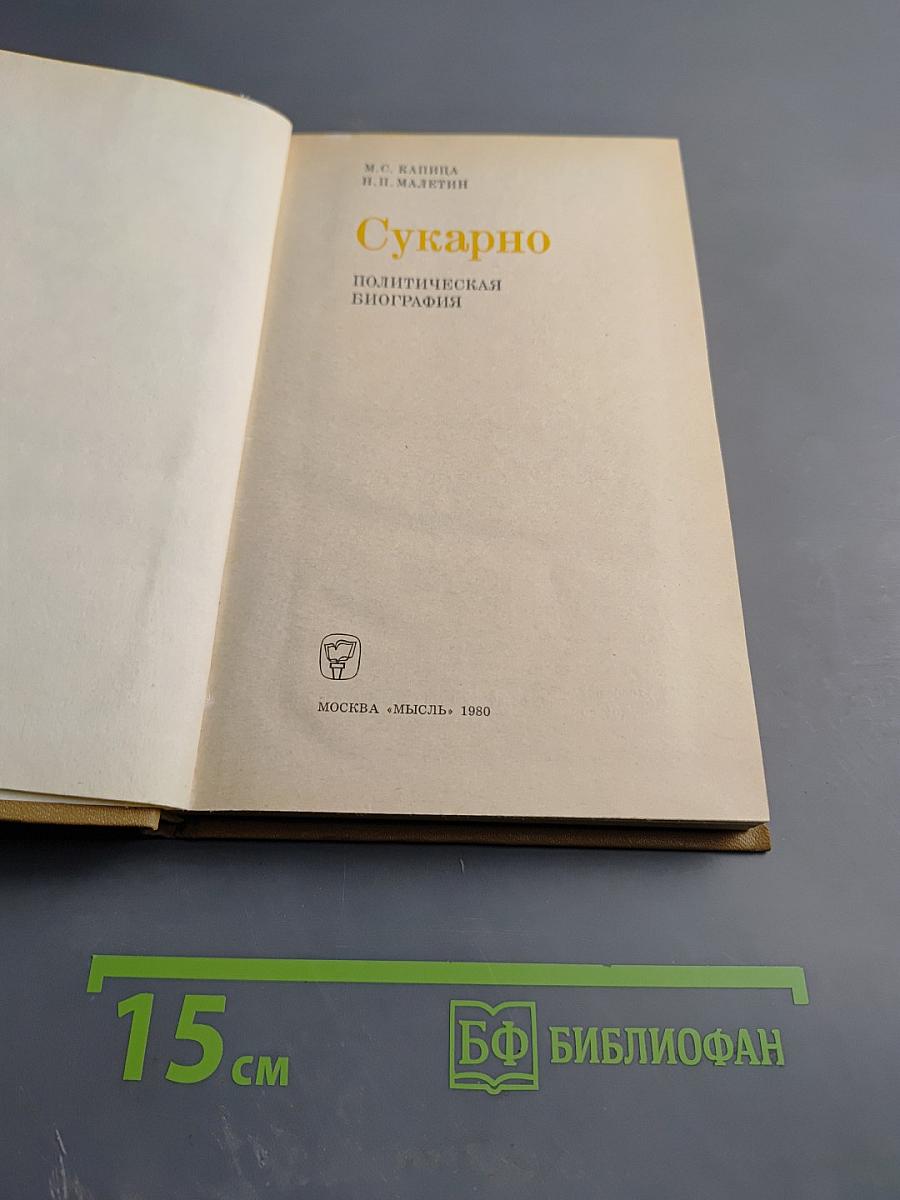 М. С. КАПИЦА
Н. П. МАЛЕТИН
Сукарно
ПОЛИТИЧЕСКАЯ
БИОГРАФИЯ
МОСКВА «МЫСЛЬ» 1980
15 см
БФ БИБЛИОФАН